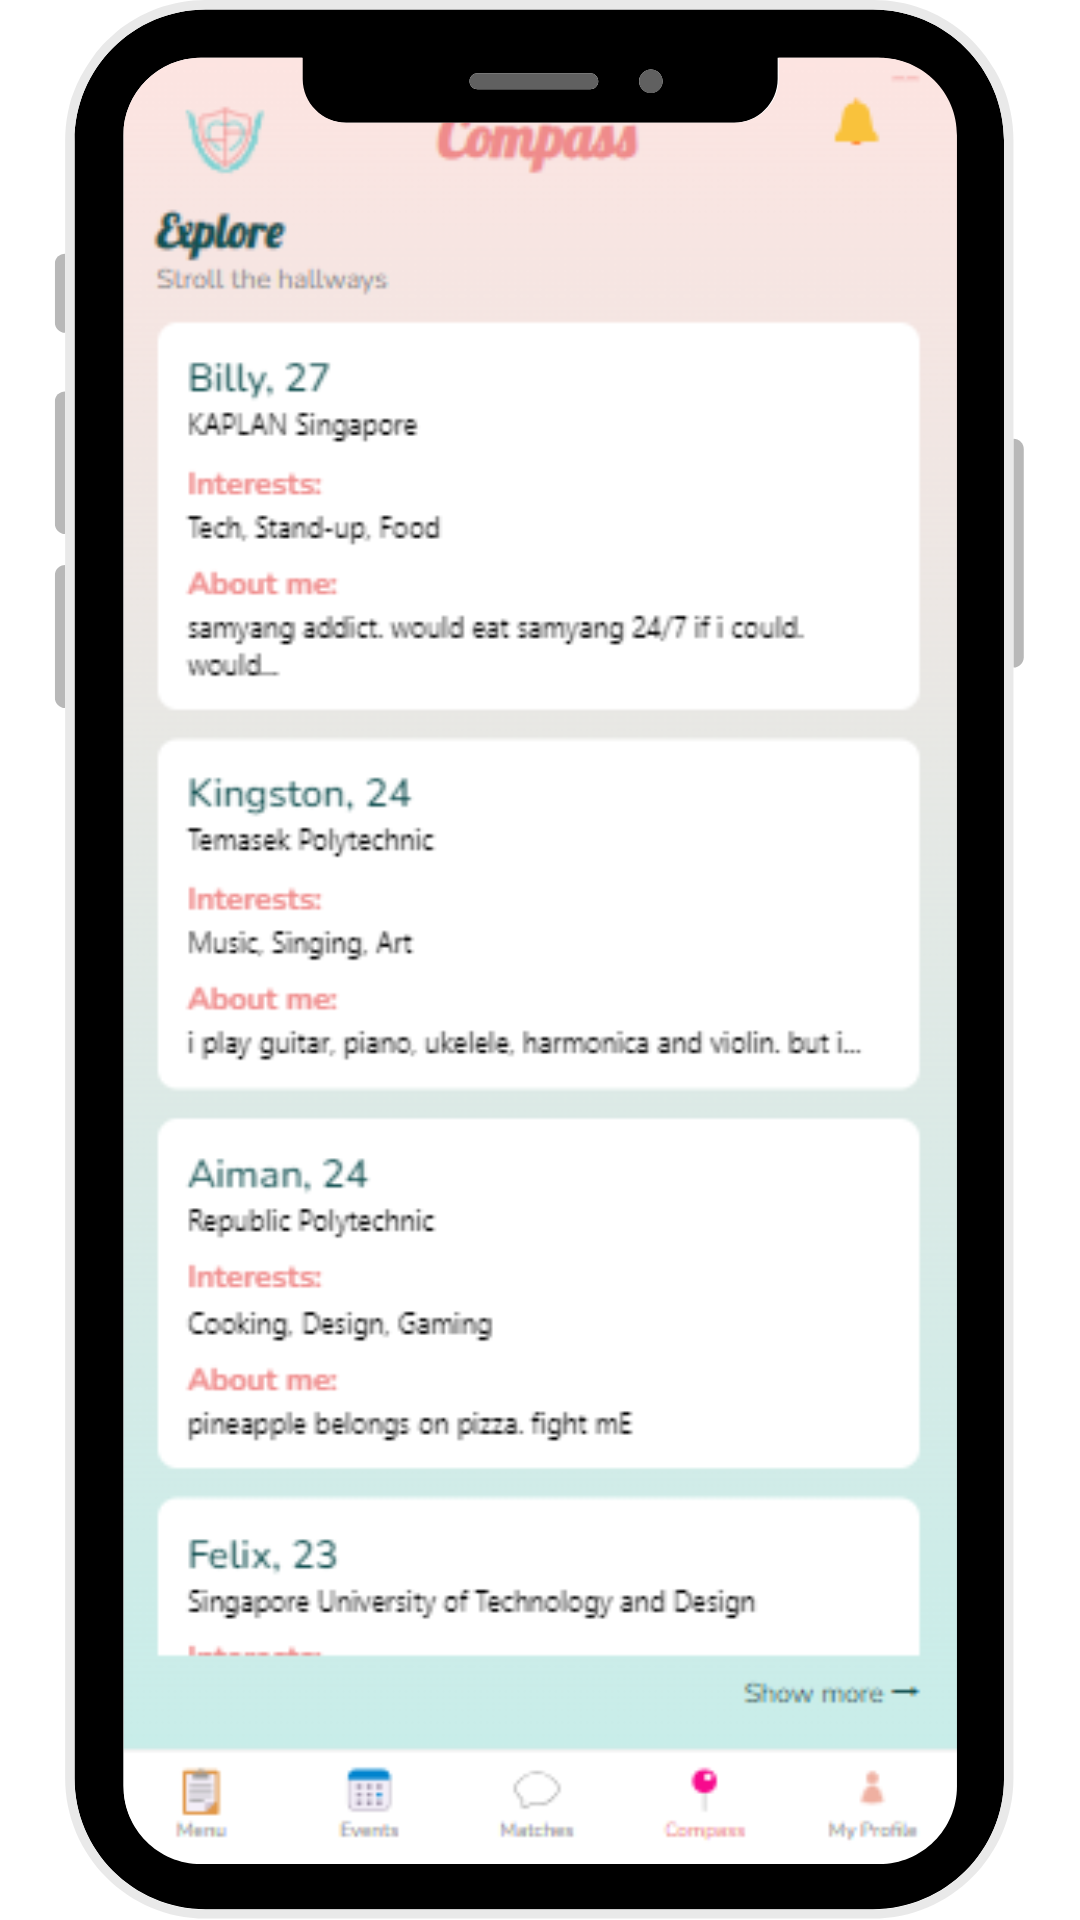 Compass
Explore
Stroll the hallways
Billy, 27
KAPLAN Singapore
Interests:
Tech, Stand-up, Food
About me:
samyang addict. would eat samyang 24/7 if i could.
would...
Kingston, 24
Temasek Polytechnic
Interests:
Music, Singing, Art
About me:
i play guitar, piano, ukelele, harmonica and violin. but i...
Aiman, 24
Republic Polytechnic
Interests:
Cooking, Design, Gaming
About me:
pineapple belongs on pizza. fight mE
Felix, 23
Singapore University of Technology and Design
Interests:
Show more →
Menu Events Matches Compass My Profile